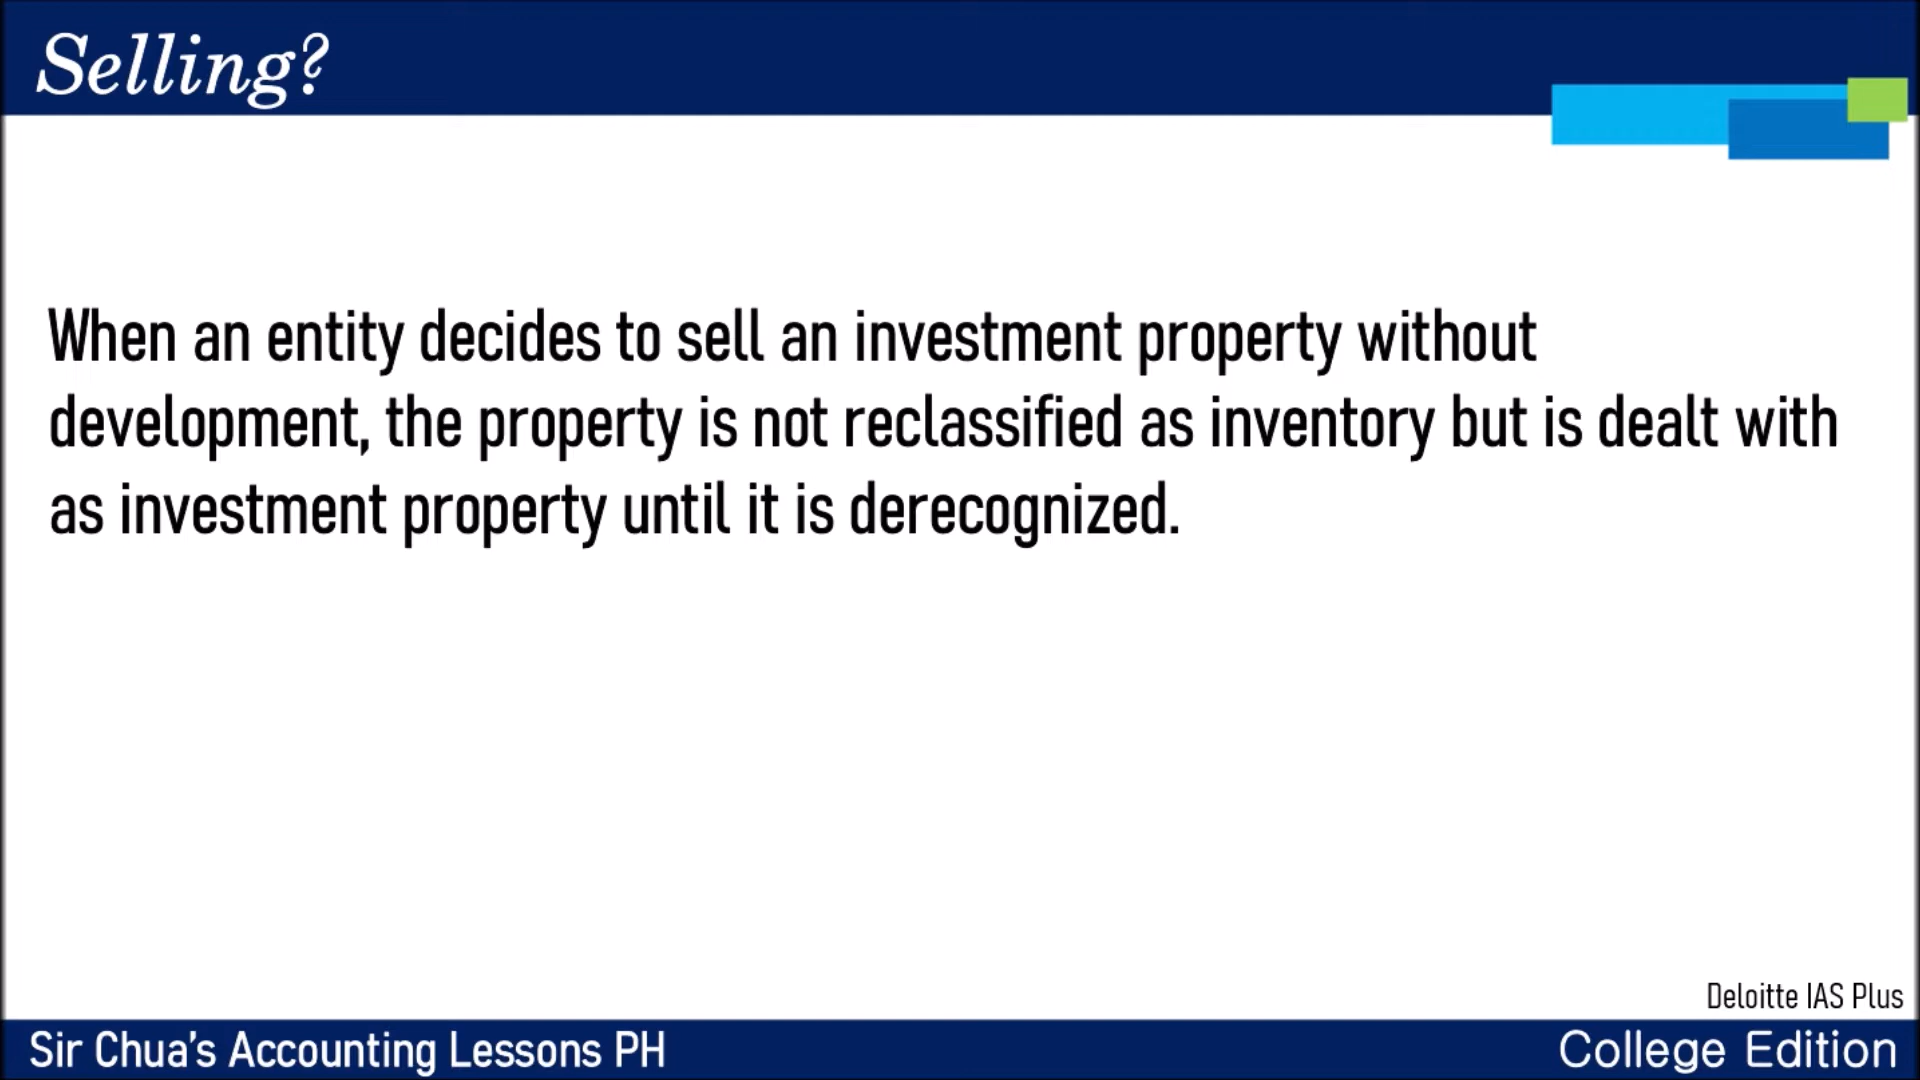 Selling?
When an entity decides to sell an investment property without
development, the property is not reclassified as inventory but is dealt with
as investment property until it is derecognized.
Deloitte IAS Plus
Sir Chua's Accounting Lessons PH
College Edition